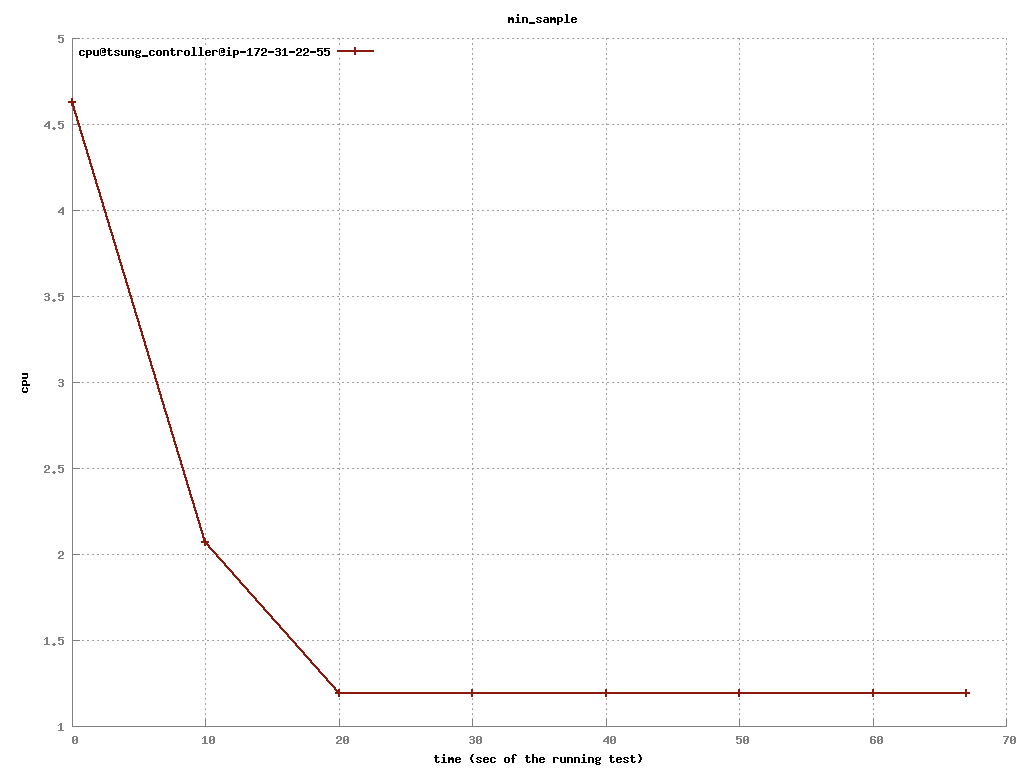 min_sample
cpu@tsung_controller@ip-172-31-22-55
5
4.5
4
3.5
3
2.5
2
1.5
1
cpu
0 10 20 30 40 50 60 70
time (sec of the running test)